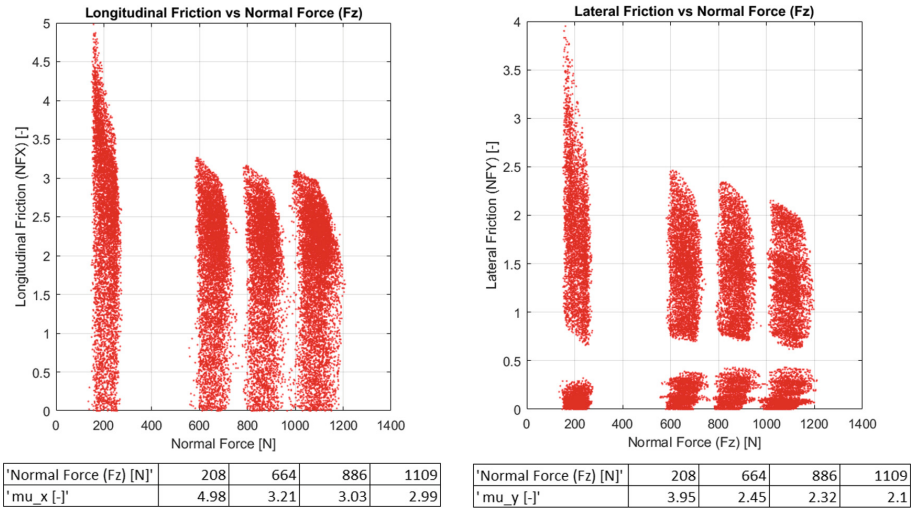 Longitudinal Friction vs Normal Force (Fz)
5
4.5
4
3.5
3
2.5
2
1.5
1
0.5
0
Longitudinal Friction (NFX) [-]
0 200 400 600 800 1000 1200 1400
Normal Force [N]
'Normal Force (Fz) [N]' 208 664 886 1109
'mu_x [-]' 4.98 3.21 3.03 2.99
Lateral Friction vs Normal Force (Fz)
4
3.5
3
2.5
2
1.5
1
0.5
0
Lateral Friction (NFY) [-]
0 200 400 600 800 1000 1200 1400
Normal Force (Fz) [N]
'Normal Force (Fz) [N]' 208 664 886 1109
'mu_y [-]' 3.95 2.45 2.32 2.1